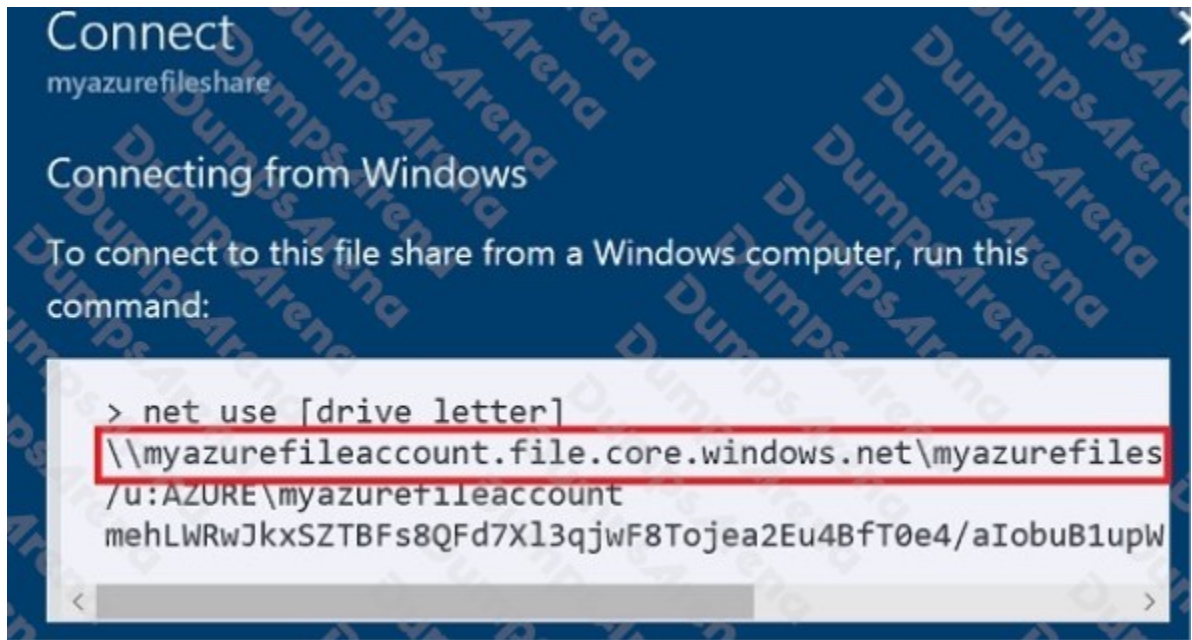 Connect
myazurefileshare
Connecting from Windows
To connect to this file share from a Windows computer, run this
command:
> net use [drive letter]
\\myazurefileaccount.file.core.windows.net\myazurefiles
/u:AZURE\myazurefileaccount
mehLWRwJkxSZTBFs8QFd7Xl3qjwF8Tojea2Eu4BfT0e4/aIobuB1upW
DumpsArena